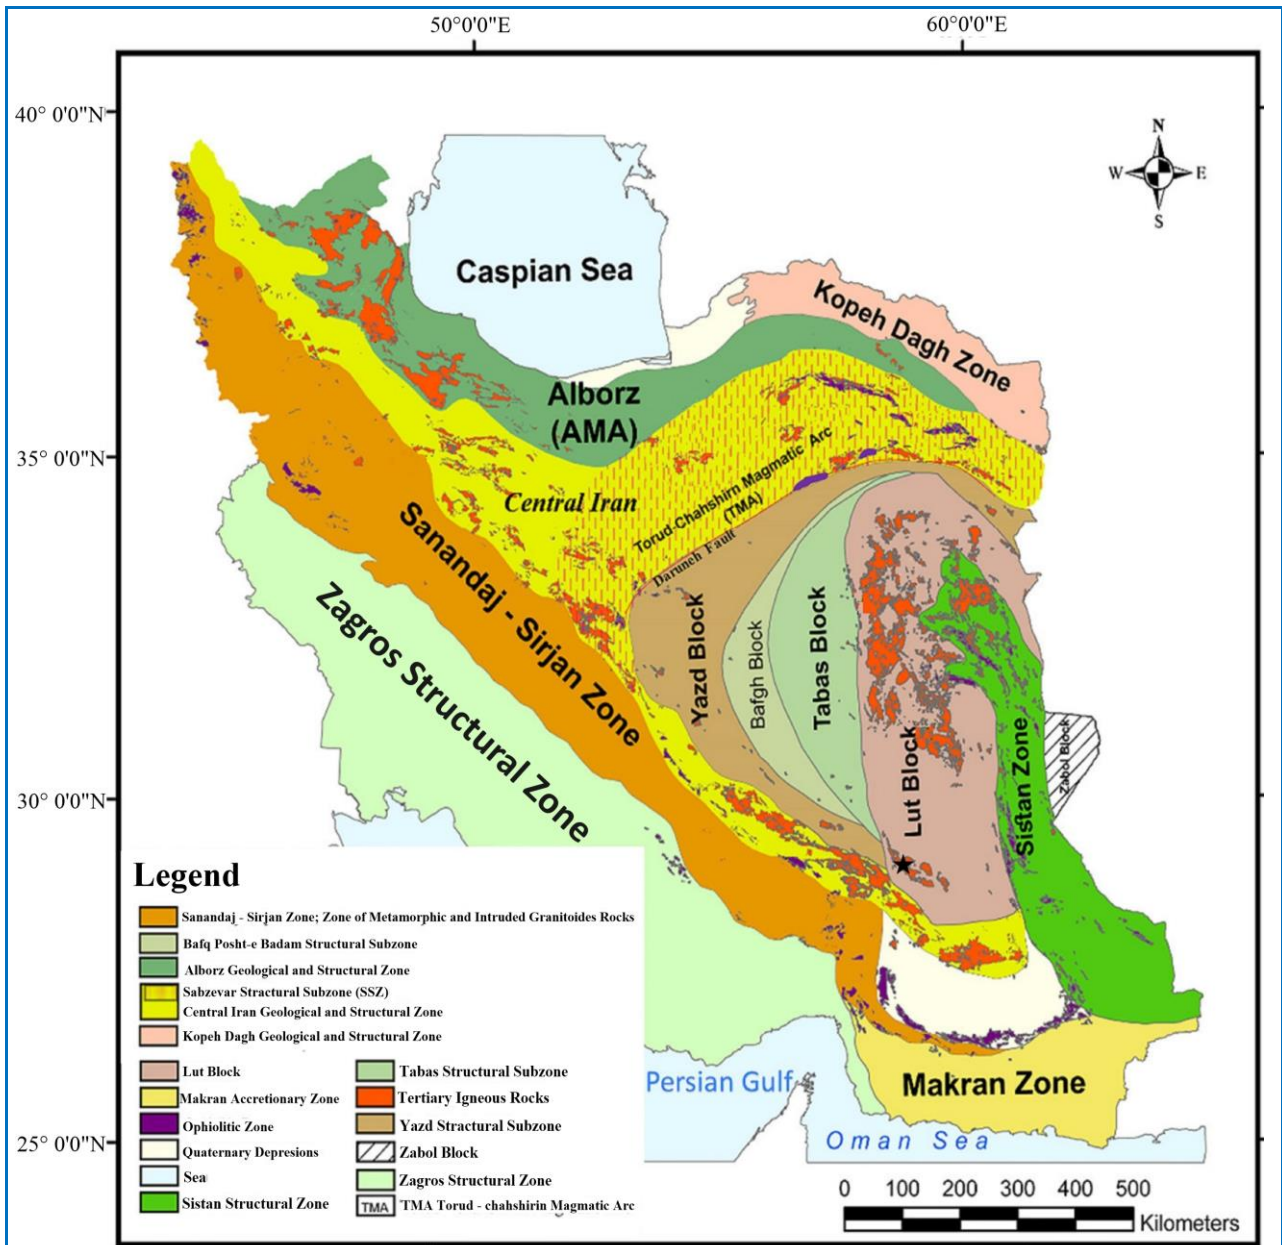 50°0'0"E
60°0'0"E
40° 0'0"N
N
W
E
S
Caspian Sea
Kopeh Dagh Zone
Alborz
(AMA)
35° 0'0"N
Torud-Chahshirn Magmatic Arc
(TMA)
Central Iran
Daruneh Fault
Sanandaj - Sirjan Zone
Zagros Structural Zone
Yazd Block
Bafgh Block
Tabas Block
Lut Block
Sistan Zone
Zabol Block
30° 0'0"N
Legend
Sanandaj - Sirjan Zone; Zone of Metamorphic and Intruded Granitoides Rocks
Bafq Posht-e Badam Structural Subzone
Alborz Geological and Structural Zone
Sabzevar Stractural Subzone (SSZ)
Central Iran Geological and Structural Zone
Kopeh Dagh Geological and Structural Zone
Lut Block
Makran Accretionary Zone
Ophiolitic Zone
Quaternary Depresions
Sea
Sistan Structural Zone
Tabas Structural Subzone
Tertiary Igneous Rocks
Yazd Stractural Subzone
Zabol Block
Zagros Structural Zone
TMA TMA Torud - chahshirin Magmatic Arc
Persian Gulf
Makran Zone
Oman Sea
25° 0'0"N
0 100 200 300 400 500
Kilometers